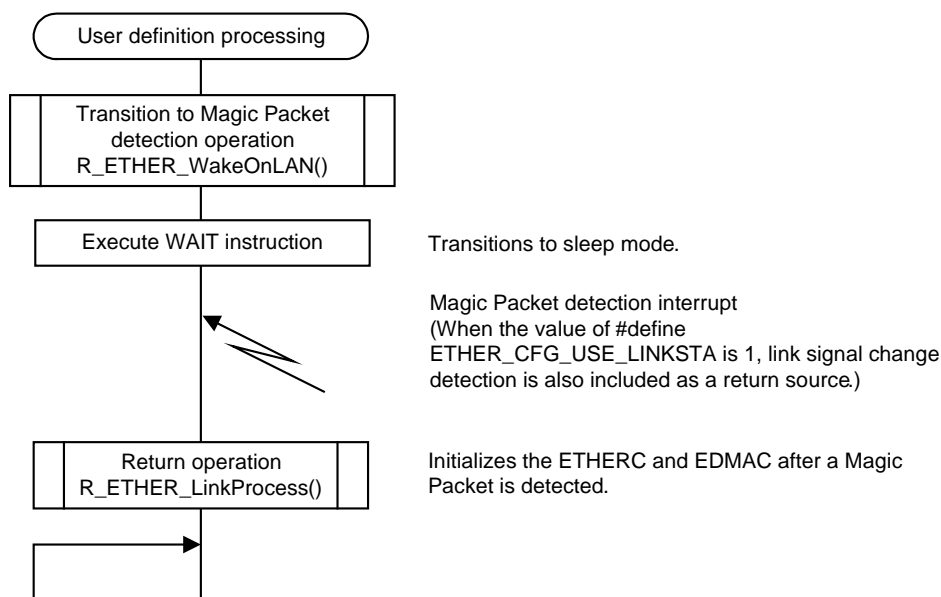 User definition processing
Transition to Magic Packet
detection operation
R_ETHER_WakeOnLAN()
Execute WAIT instruction
Transitions to sleep mode.
Magic Packet detection interrupt
(When the value of #define
ETHER_CFG_USE_LINKSTA is 1, link signal change
detection is also included as a return source.)
Return operation
R_ETHER_LinkProcess()
Initializes the ETHERC and EDMAC after a Magic
Packet is detected.